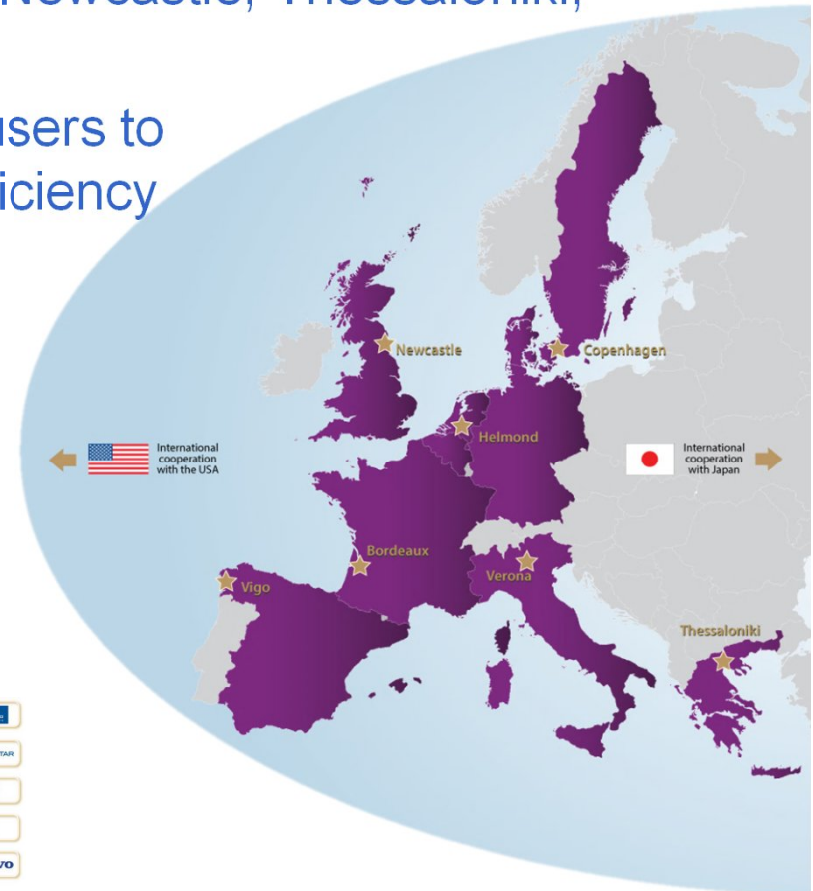 Newcastle, Thessaloniki,
users to
Newcastle
Copenhagen
Helmond
International
cooperation
with the USA
International
cooperation
with Japan
Bordeaux
Verona
Vigo
Thessaloniki